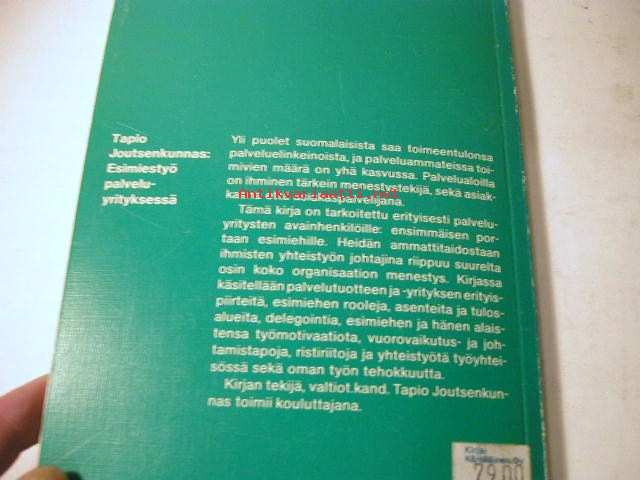 Tapio
Joutsenkunnas:
Esimiestyö
palvelu-
yrityksessä
Yli puolet suomalaisista saa toimeentulonsa
palveluelinkeinoista, ja palveluammateissa toi-
mivien määrä on yhä kasvussa. Palvelualoilla
on ihminen tärkein menestystekijä, sekä asiak-
palvelijana.
antikvariaetti.net
Tämä kirja on tarkoitettu erityisesti palvelu-
yritysten avainhenkilöille: ensimmäisen por-
taan esimiehille. Heidän ammattitaidostaan
ihmisten yhteistyön johtajina riippuu suurelta
osin koko organisaation menestys. Kirjassa
käsitellään palvelutuotteen ja -yrityksen erityis-
piirteitä, esimiehen rooleja, asenteita ja tulos-
alueita, delegointia, esimiehen ja hänen alais-
tensa työmotivaatiota, vuorovaikutus- ja joh-
tamistapoja, ristiriitoja ja yhteistyötä työyhtei-
sössä sekä oman työn tehokkuutta.
Kirjan tekijä, valtiot.kand. Tapio Joutsenkun-
nas toimii kouluttajana.
79.00